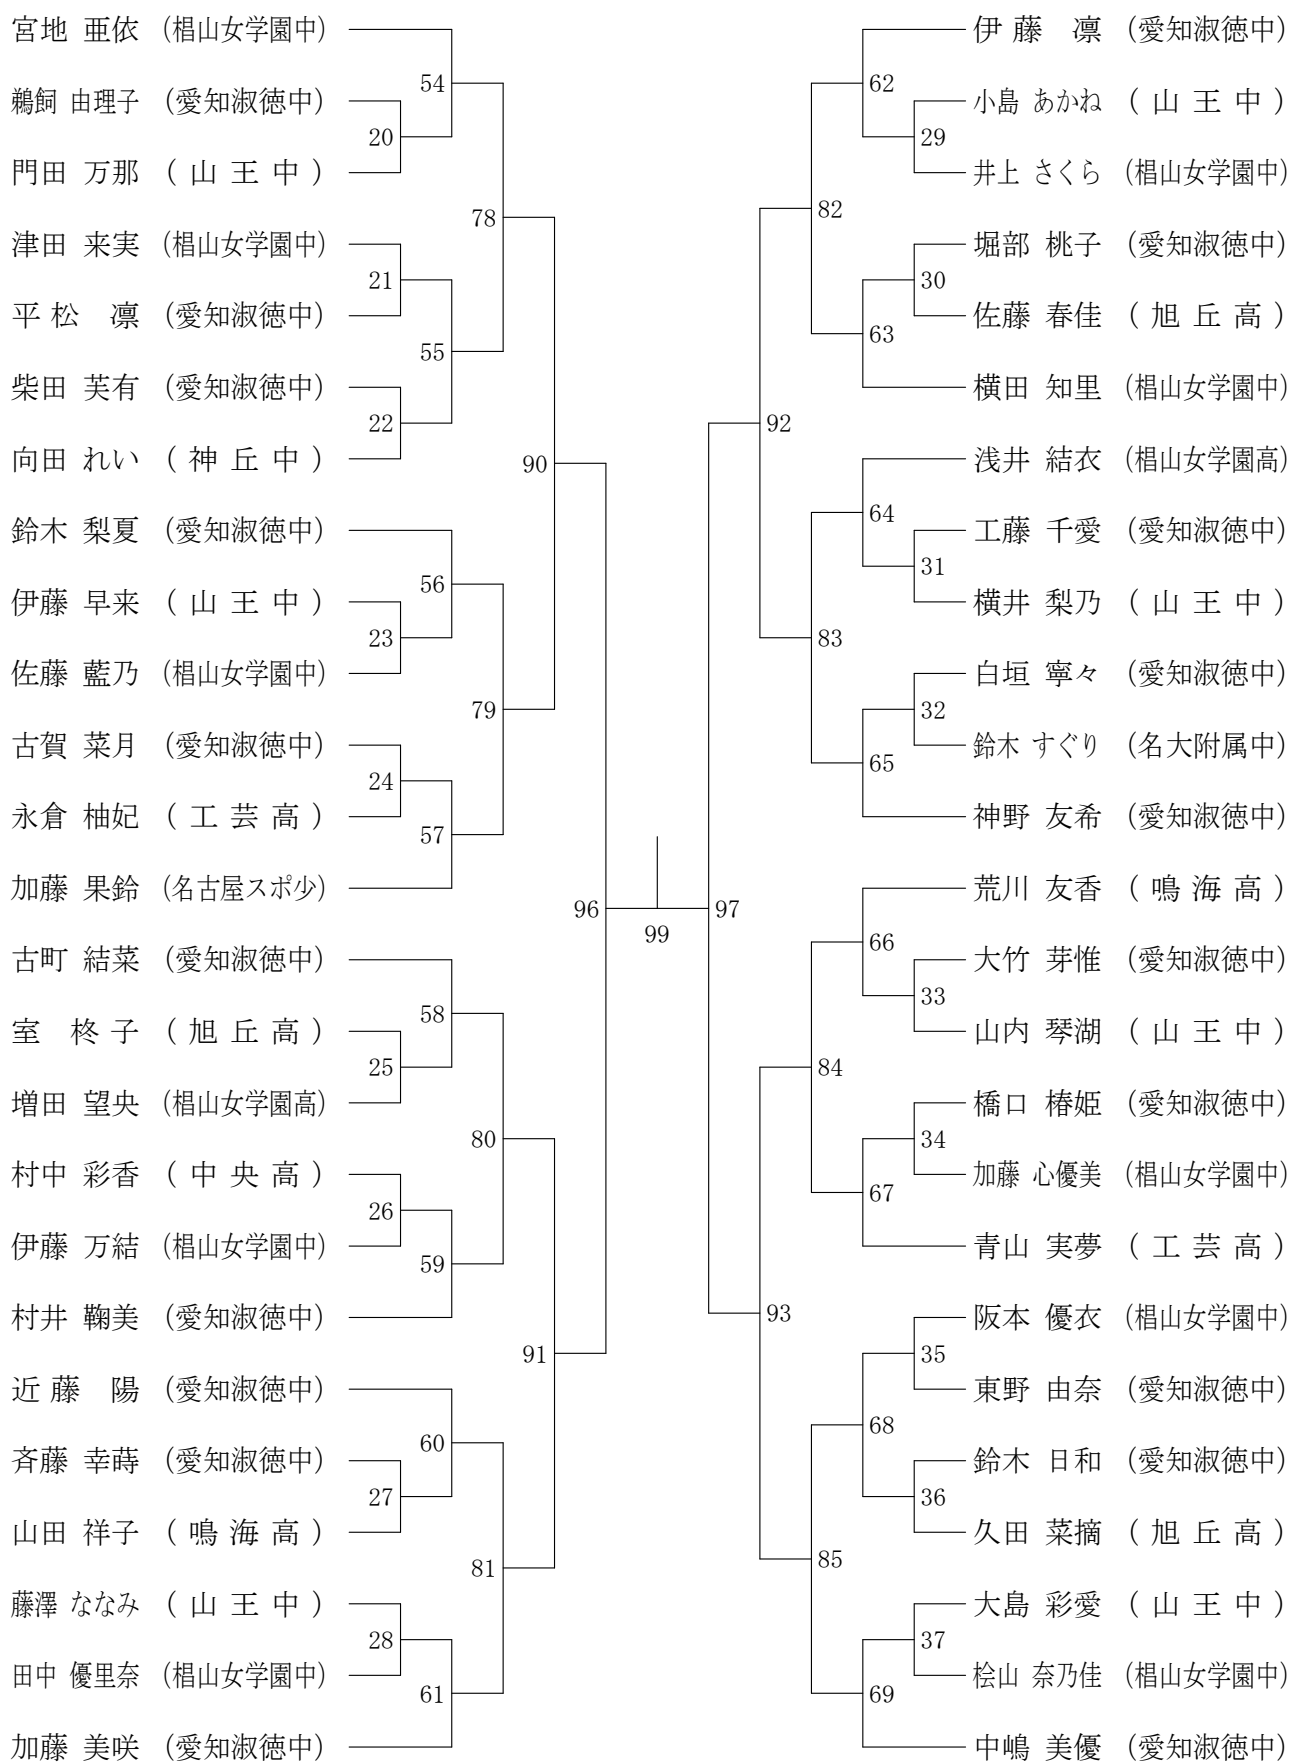 宮地 亜依 (椙山女学園中)
54
鵜飼 由理子 (愛知淑徳中)
20
門田 万那 (山王中)
78
津田 来実 (椙山女学園中)
21
平松 凛 (愛知淑徳中)
55
柴田 芙有 (愛知淑徳中)
22
向田 れい (神丘中)
90
鈴木 梨夏 (愛知淑徳中)
56
伊藤 早来 (山王中)
23
佐藤 藍乃 (椙山女学園中)
79
古賀 菜月 (愛知淑徳中)
24
永倉 柚妃 (工芸高)
57
加藤 果鈴 (名古屋スポ少)
96
古町 結菜 (愛知淑徳中)
58
室 柊子 (旭丘高)
25
増田 望央 (椙山女学園高)
80
村中 彩香 (中央高)
26
伊藤 万結 (椙山女学園中)
59
村井 鞠美 (愛知淑徳中)
91
近藤 陽 (愛知淑徳中)
60
斉藤 幸蒔 (愛知淑徳中)
27
山田 祥子 (鳴海高)
81
藤澤 ななみ (山王中)
28
田中 優里奈 (椙山女学園中)
61
加藤 美咲 (愛知淑徳中)
99
伊藤 凛 (愛知淑徳中)
62
小島 あかね (山王中)
29
井上 さくら (椙山女学園中)
82
堀部 桃子 (愛知淑徳中)
30
佐藤 春佳 (旭丘高)
63
横田 知里 (椙山女学園中)
92
浅井 結衣 (椙山女学園高)
64
工藤 千愛 (愛知淑徳中)
31
横井 梨乃 (山王中)
83
白垣 寧々 (愛知淑徳中)
32
鈴木 すぐり (名大附属中)
65
神野 友希 (愛知淑徳中)
荒川 友香 (鳴海高)
97
66
大竹 芽惟 (愛知淑徳中)
33
山内 琴湖 (山王中)
84
橋口 椿姫 (愛知淑徳中)
34
加藤 心優美 (椙山女学園中)
67
青山 実夢 (工芸高)
93
阪本 優衣 (椙山女学園中)
35
東野 由奈 (愛知淑徳中)
68
鈴木 日和 (愛知淑徳中)
36
久田 菜摘 (旭丘高)
85
大島 彩愛 (山王中)
37
桧山 奈乃佳 (椙山女学園中)
69
中嶋 美優 (愛知淑徳中)